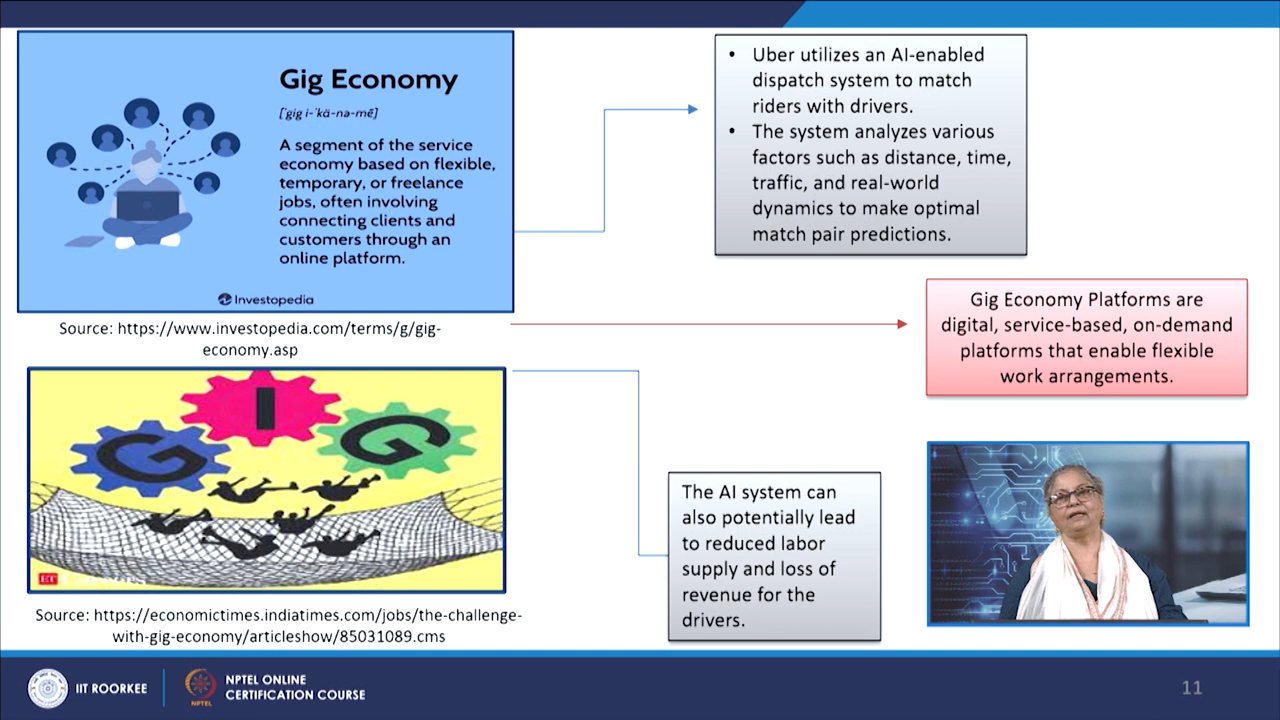 Gig Economy
['gig i-'kä-nə-mē]
A segment of the service
economy based on flexible,
temporary, or freelance
jobs, often involving
connecting clients and
customers through an
online platform.
Investopedia
Source: https://www.investopedia.com/terms/g/gig-
economy.asp
• Uber utilizes an AI-enabled
dispatch system to match
riders with drivers.
• The system analyzes various
factors such as distance, time,
traffic, and real-world
dynamics to make optimal
match pair predictions.
Gig Economy Platforms are
digital, service-based, on-demand
platforms that enable flexible
work arrangements.
G I G
ET
Source: https://economictimes.indiatimes.com/jobs/the-challenge-
with-gig-economy/articleshow/85031089.cms
The AI system can
also potentially lead
to reduced labor
supply and loss of
revenue for the
drivers.
IIT ROORKEE
NPTEL
NPTEL ONLINE
CERTIFICATION COURSE
11